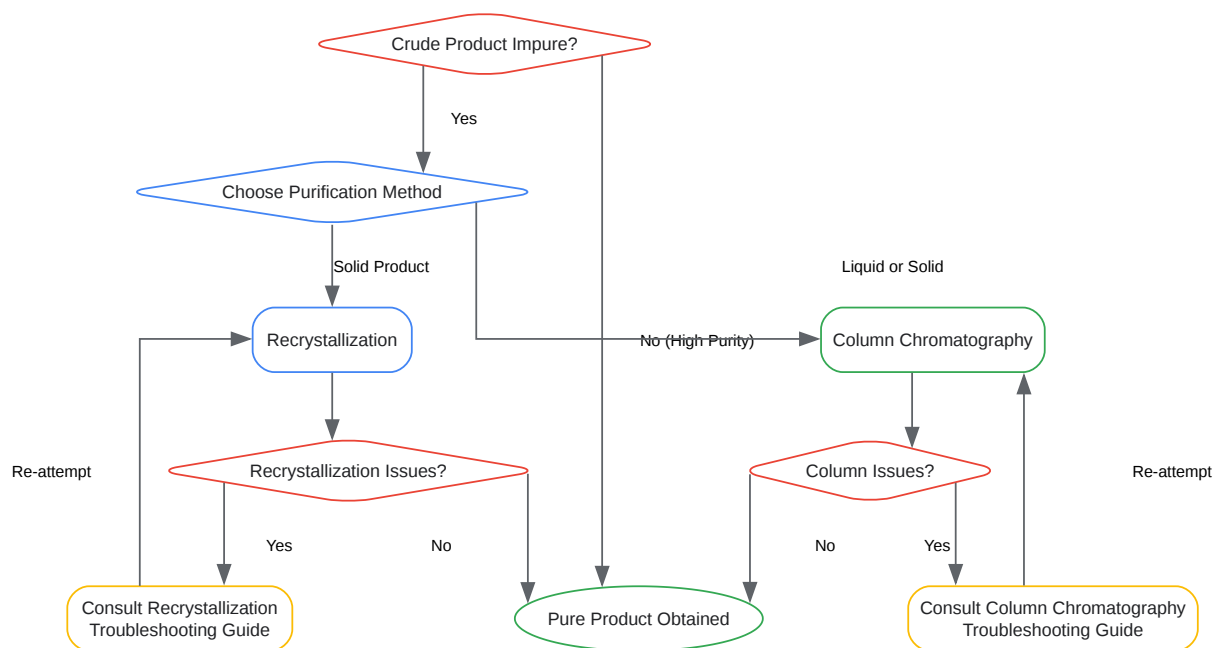 Crude Product Impure?
Yes
Choose Purification Method
Solid Product
Liquid or Solid
Recrystallization
No (High Purity)
Column Chromatography
Re-attempt
Recrystallization Issues?
Column Issues?
Re-attempt
Yes
No
No
Yes
Consult Recrystallization
Troubleshooting Guide
Pure Product Obtained
Consult Column Chromatography
Troubleshooting Guide